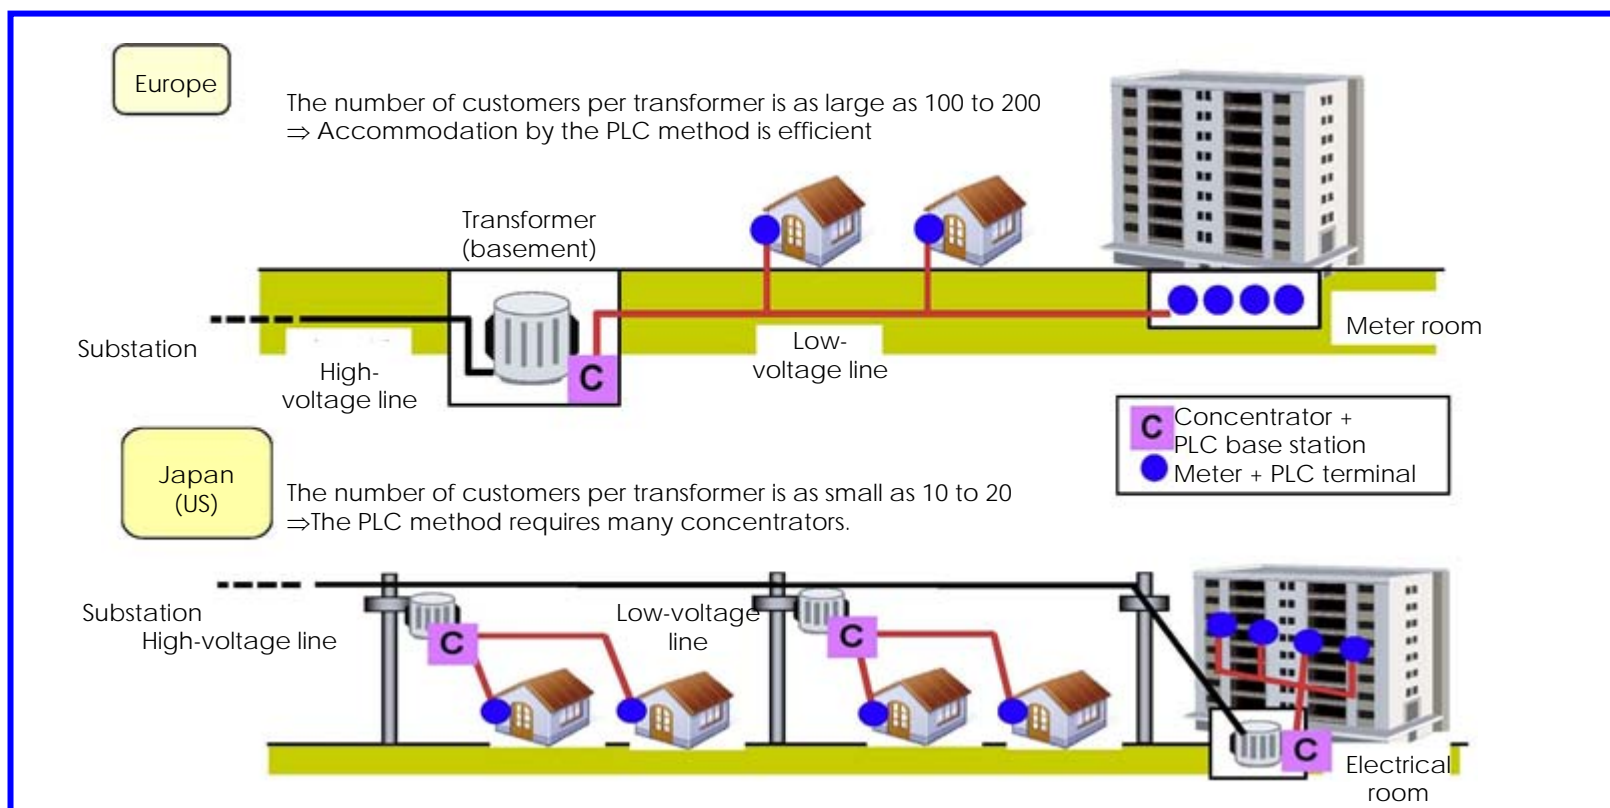 Europe
The number of customers per transformer is as large as 100 to 200
⇒ Accommodation by the PLC method is efficient
Transformer
(basement)
Substation
High-
voltage line
C
Low-
voltage line
Meter room
C Concentrator +
PLC base station
Meter + PLC terminal
Japan
(US)
The number of customers per transformer is as small as 10 to 20
⇒The PLC method requires many concentrators.
Substation
High-voltage line
C
Low-voltage
line
C
C
Electrical
room